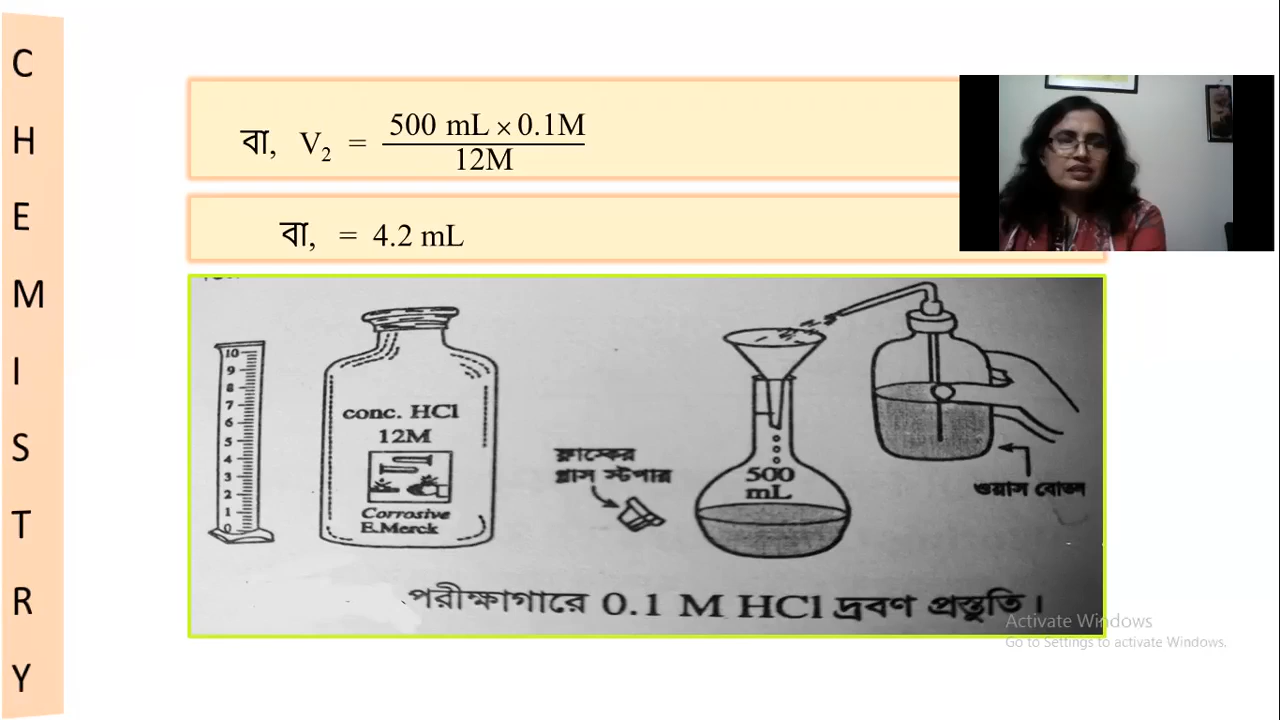 C
H
E
M
I
S
T
R
Y
বা, V₂ = 500 mL × 0.1M
12M
বা, = 4.2 mL
10
9
8
7
6
5
4
3
2
1
0
conc. HCl
12M
Corrosive
E.Merck
ফ্লাস্কের
গ্লাস স্টপার
500
mL
ওয়াস বোতল
পরীক্ষাগারে 0.1 M HCl দ্রবণ প্রস্তুতি।
Activate Windows
Go to Settings to activate Windows.